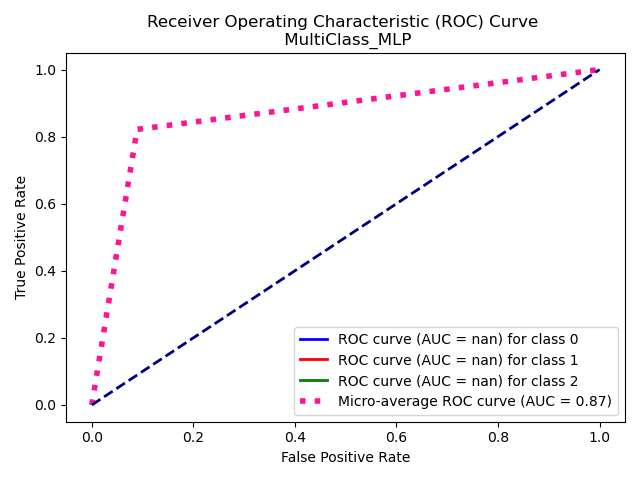 Receiver Operating Characteristic (ROC) Curve
MultiClass_MLP
1.0
0.8
0.6
0.4
0.2
0.0
True Positive Rate
ROC curve (AUC = nan) for class 0
ROC curve (AUC = nan) for class 1
ROC curve (AUC = nan) for class 2
Micro-average ROC curve (AUC = 0.87)
0.0 0.2 0.4 0.6 0.8 1.0
False Positive Rate